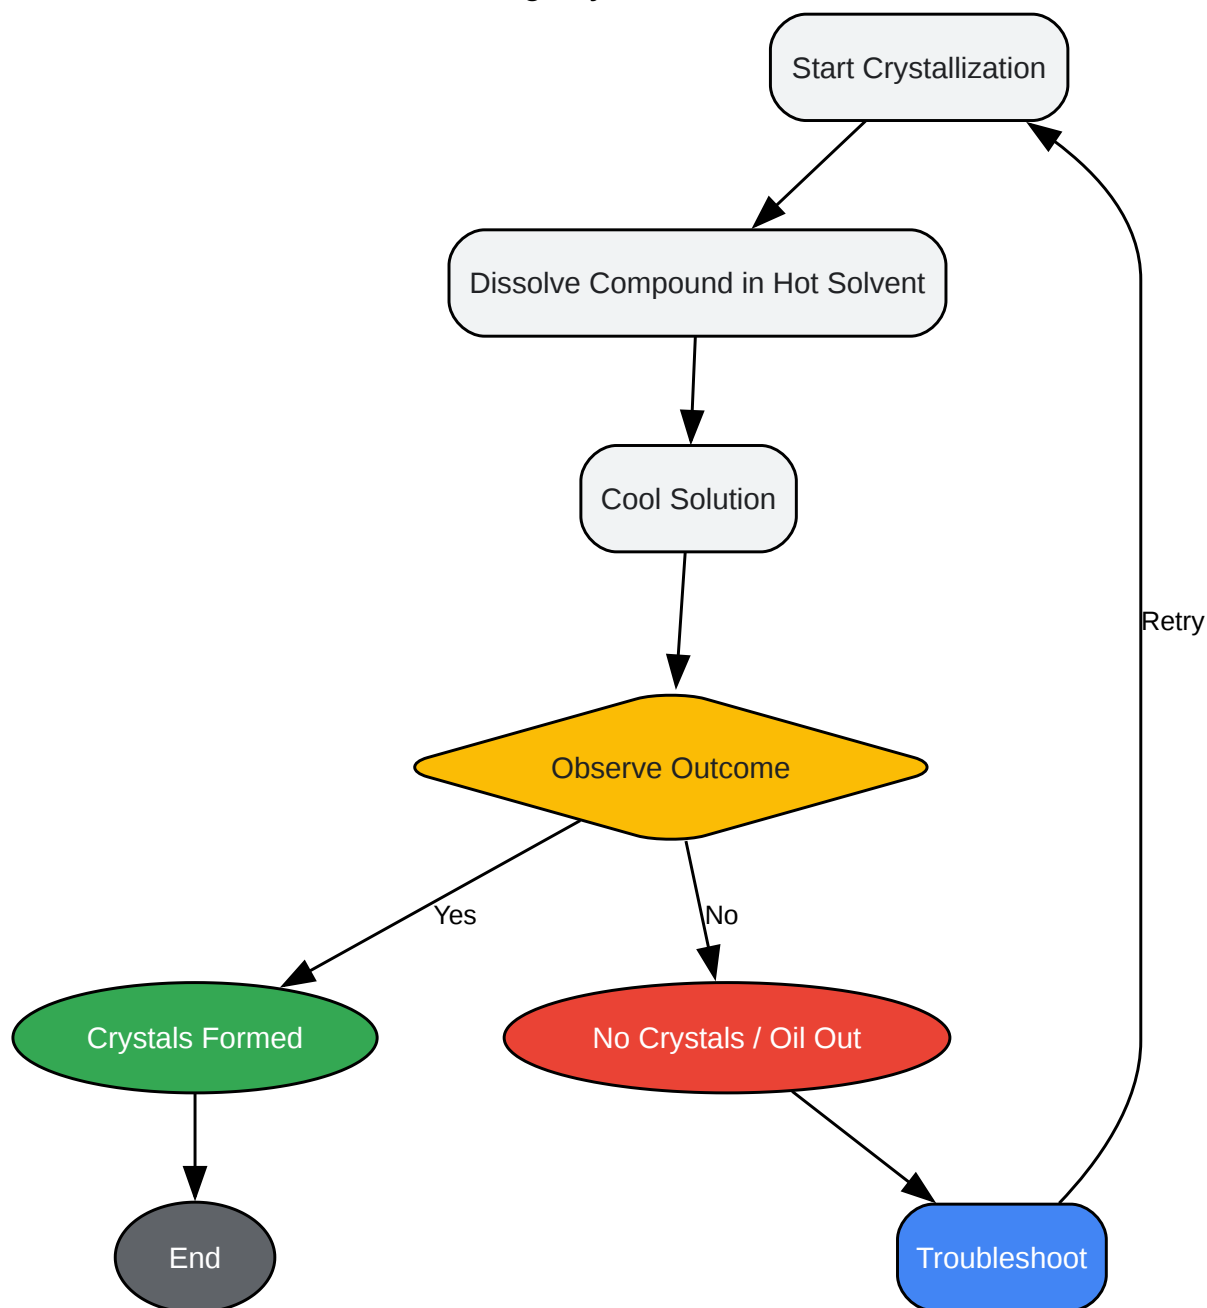 Start Crystallization
Dissolve Compound in Hot Solvent
Cool Solution
Retry
Observe Outcome
Yes
No
Crystals Formed
No Crystals / Oil Out
End
Troubleshoot